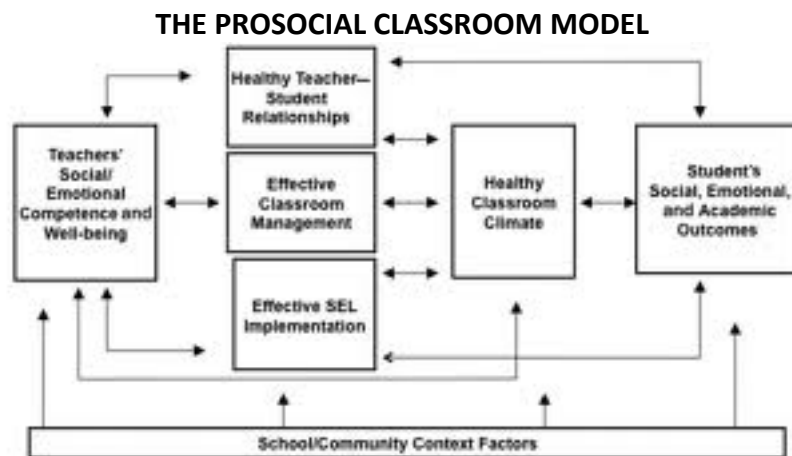 THE PROSOCIAL CLASSROOM MODEL
Healthy Teacher—
Student
Relationships
Teachers'
Social/
Emotional
Competence and
Well-being
Effective
Classroom
Management
Healthy
Classroom
Climate
Student's
Social, Emotional,
and Academic
Outcomes
Effective SEL
Implementation
School/Community Context Factors